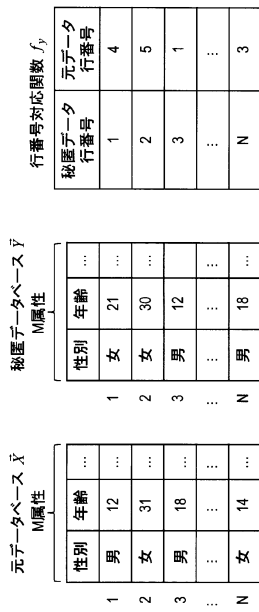 元データベース X̄
M属性
性別 年齢 …
1 男 12 …
2 女 31 …
3 男 18 …
⋮ ⋮ ⋮ ⋮
N 女 14 …
秘匿データベース Ȳ
M属性
性別 年齢 …
1 女 21 …
2 女 30 …
3 男 12 …
⋮ ⋮ ⋮ ⋮
N 男 18 …
行番号対応関数 fy
秘匿データ行番号 元データ行番号
1 4
2 5
3 1
⋮ ⋮
N 3